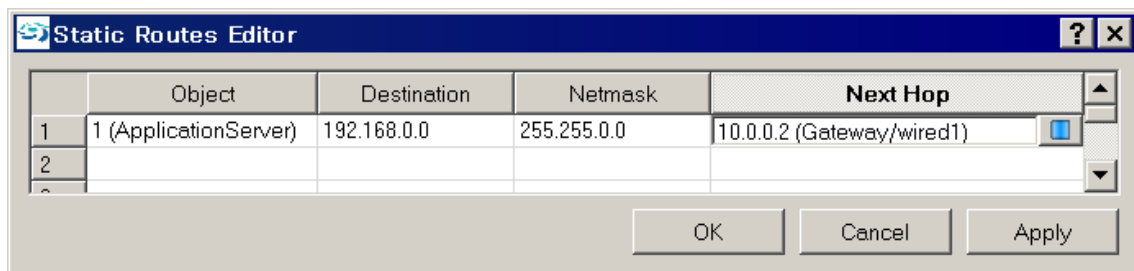 Static Routes Editor ? ×
Object Destination Netmask Next Hop
1 1 (ApplicationServer) 192.168.0.0 255.255.0.0 10.0.0.2 (Gateway/wired1)
2
OK Cancel Apply